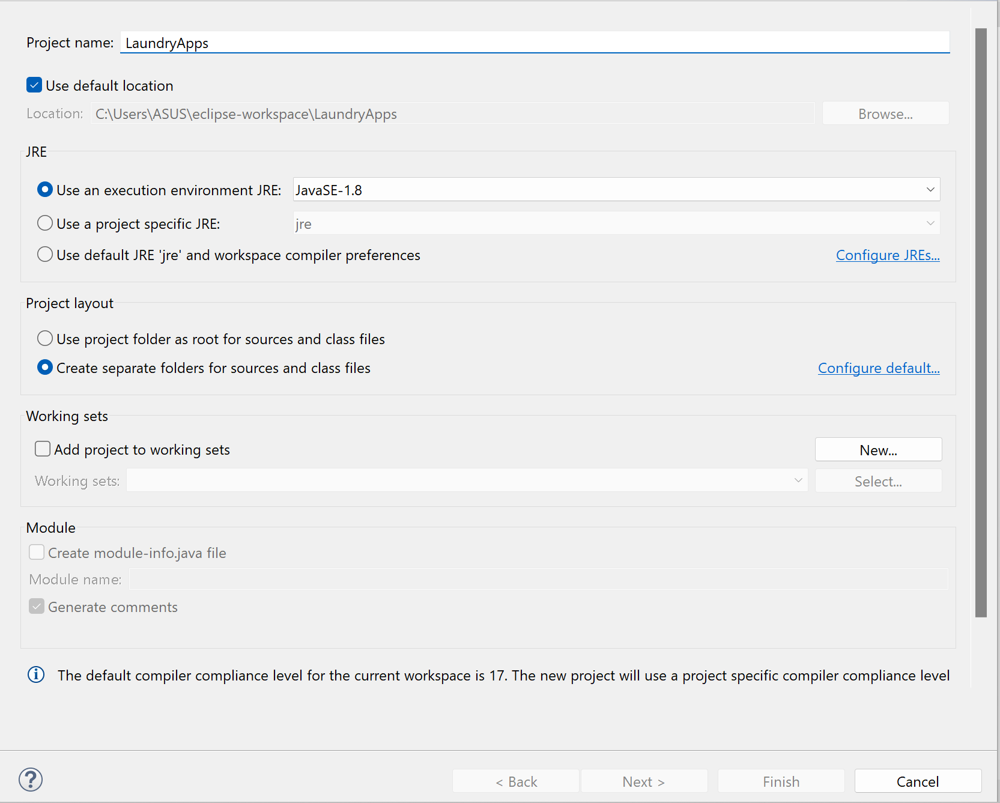 Project name: LaundryApps
Use default location
Location: C:\Users\ASUS\eclipse-workspace\LaundryApps Browse...
JRE
Use an execution environment JRE: JavaSE-1.8
Use a project specific JRE: jre
Use default JRE 'jre' and workspace compiler preferences Configure JREs...
Project layout
Use project folder as root for sources and class files
Create separate folders for sources and class files Configure default...
Working sets
Add project to working sets New...
Working sets: Select...
Module
Create module-info.java file
Module name:
Generate comments
The default compiler compliance level for the current workspace is 17. The new project will use a project specific compiler compliance level
< Back Next > Finish Cancel